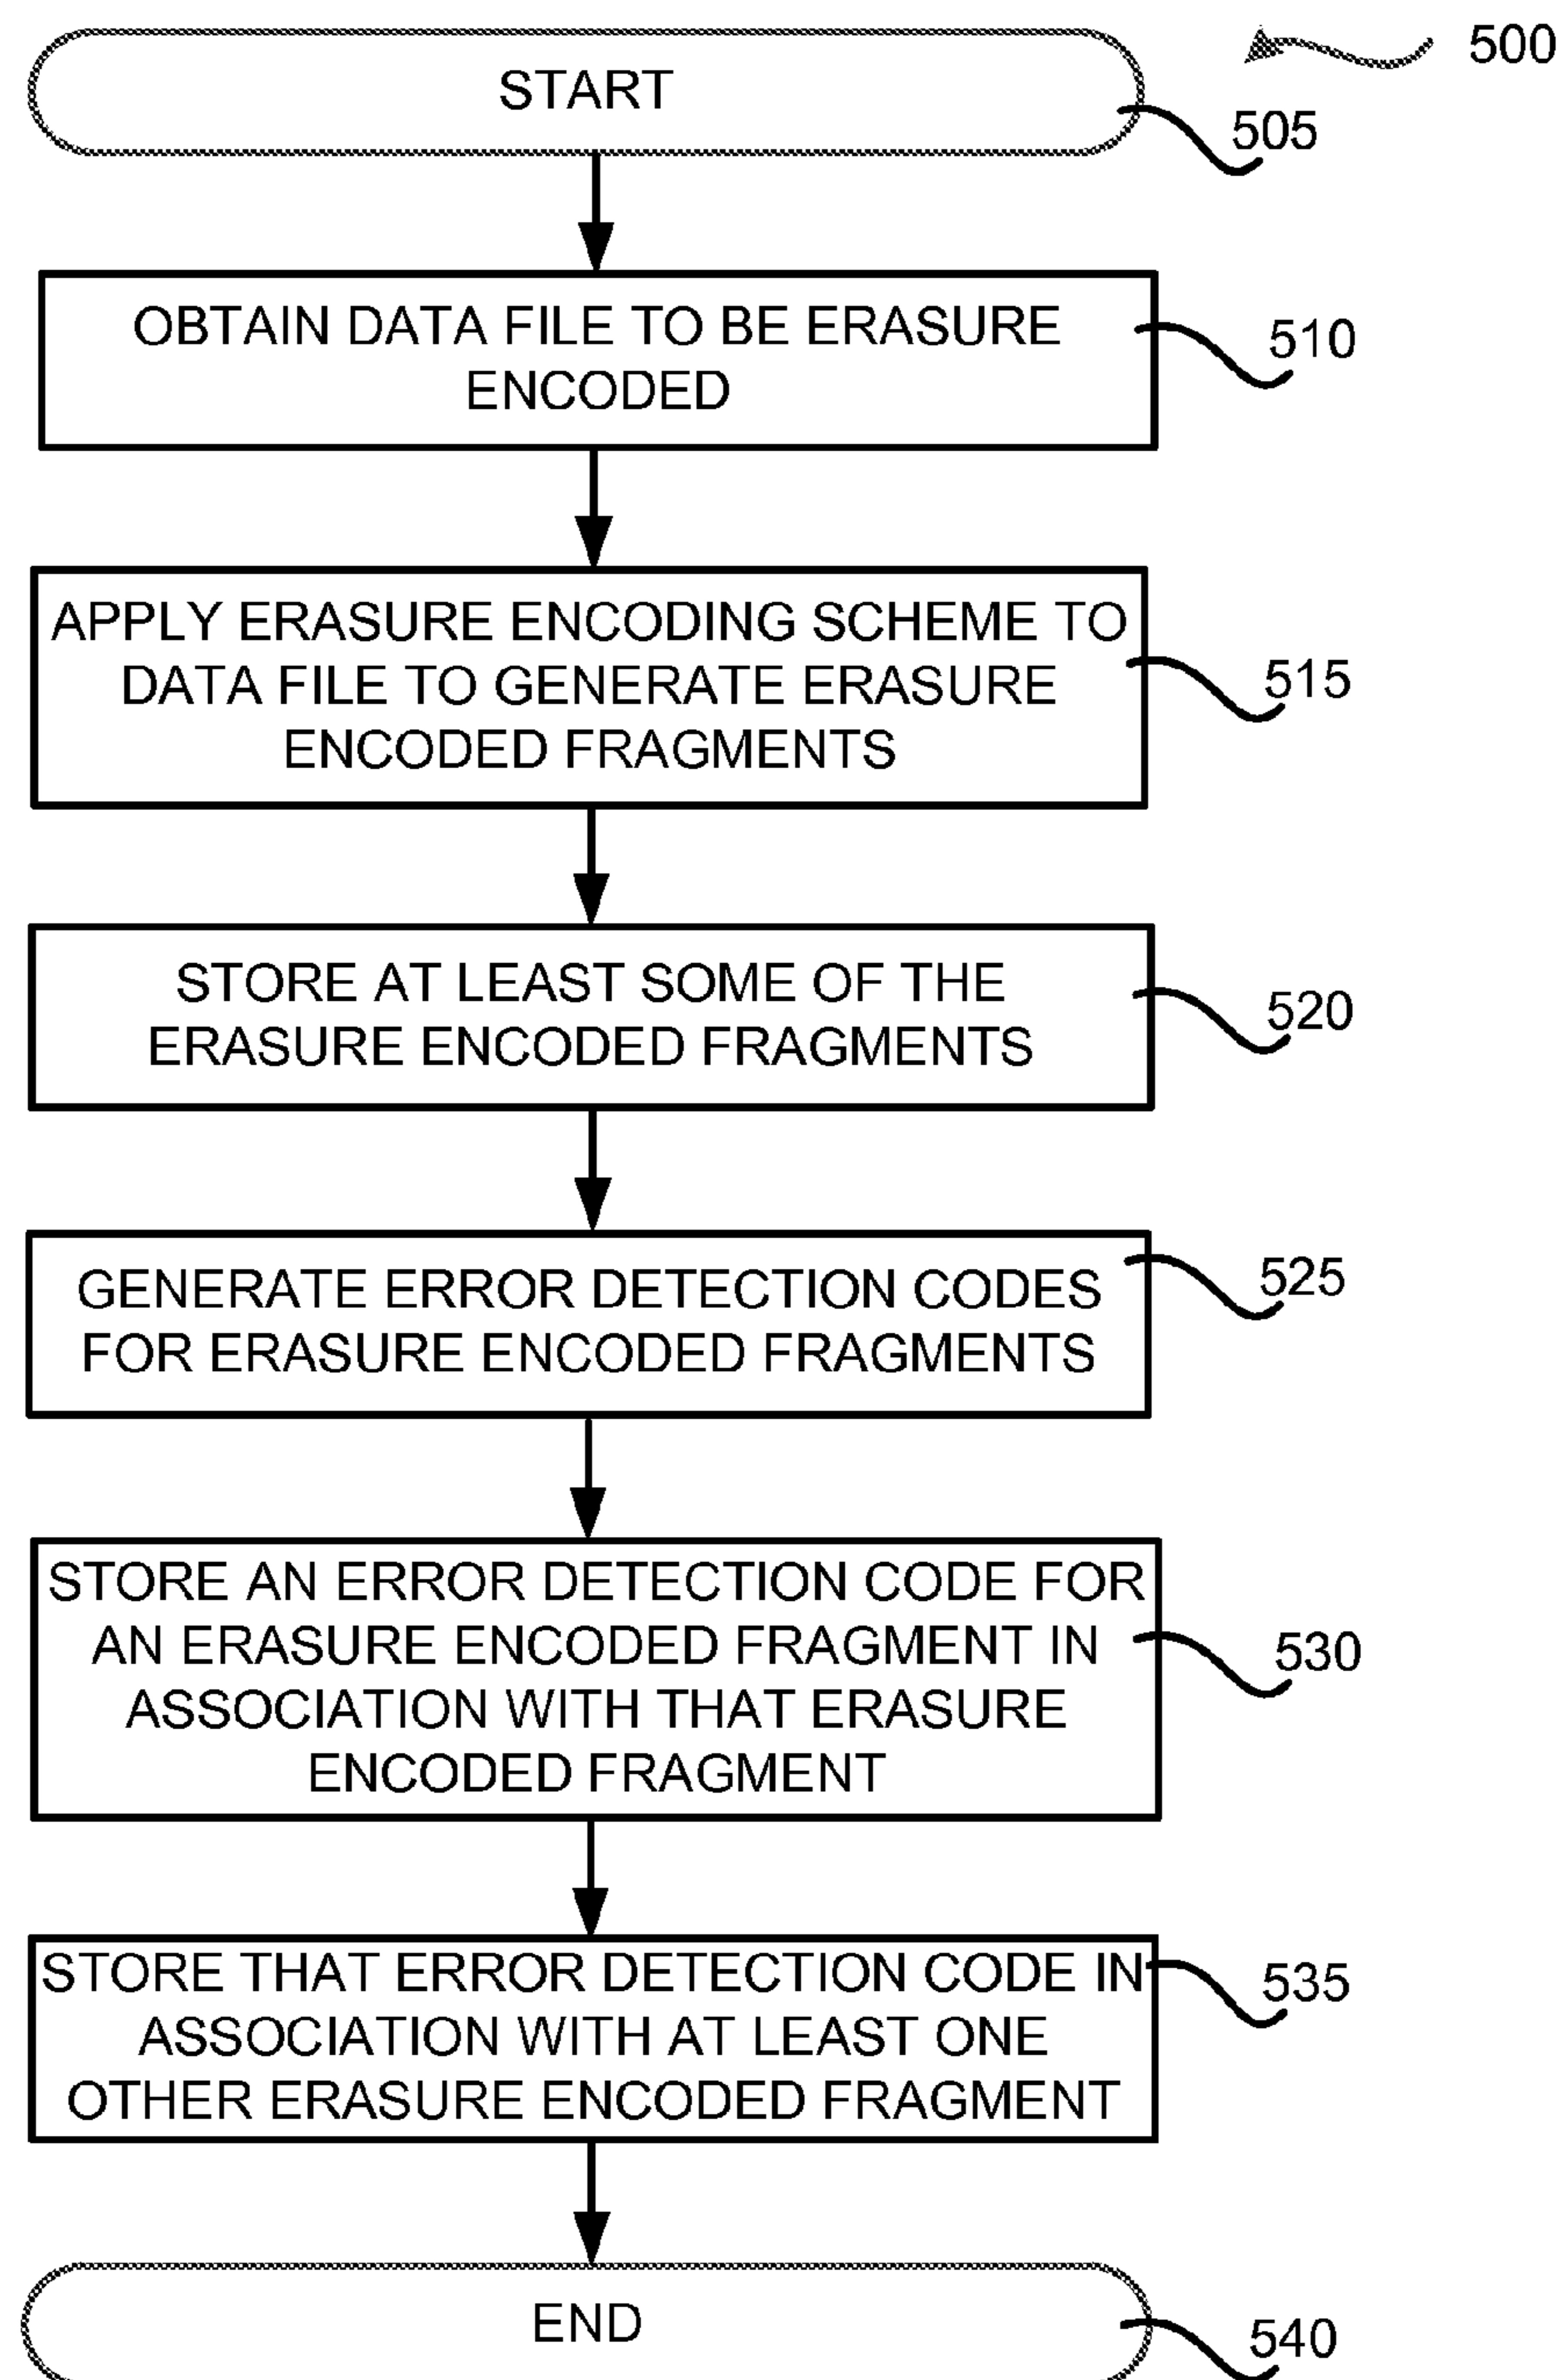 500
START
505
OBTAIN DATA FILE TO BE ERASURE
ENCODED
510
APPLY ERASURE ENCODING SCHEME TO
DATA FILE TO GENERATE ERASURE
ENCODED FRAGMENTS
515
STORE AT LEAST SOME OF THE
ERASURE ENCODED FRAGMENTS
520
GENERATE ERROR DETECTION CODES
FOR ERASURE ENCODED FRAGMENTS
525
STORE AN ERROR DETECTION CODE FOR
AN ERASURE ENCODED FRAGMENT IN
ASSOCIATION WITH THAT ERASURE
ENCODED FRAGMENT
530
STORE THAT ERROR DETECTION CODE IN
ASSOCIATION WITH AT LEAST ONE
OTHER ERASURE ENCODED FRAGMENT
535
END
540